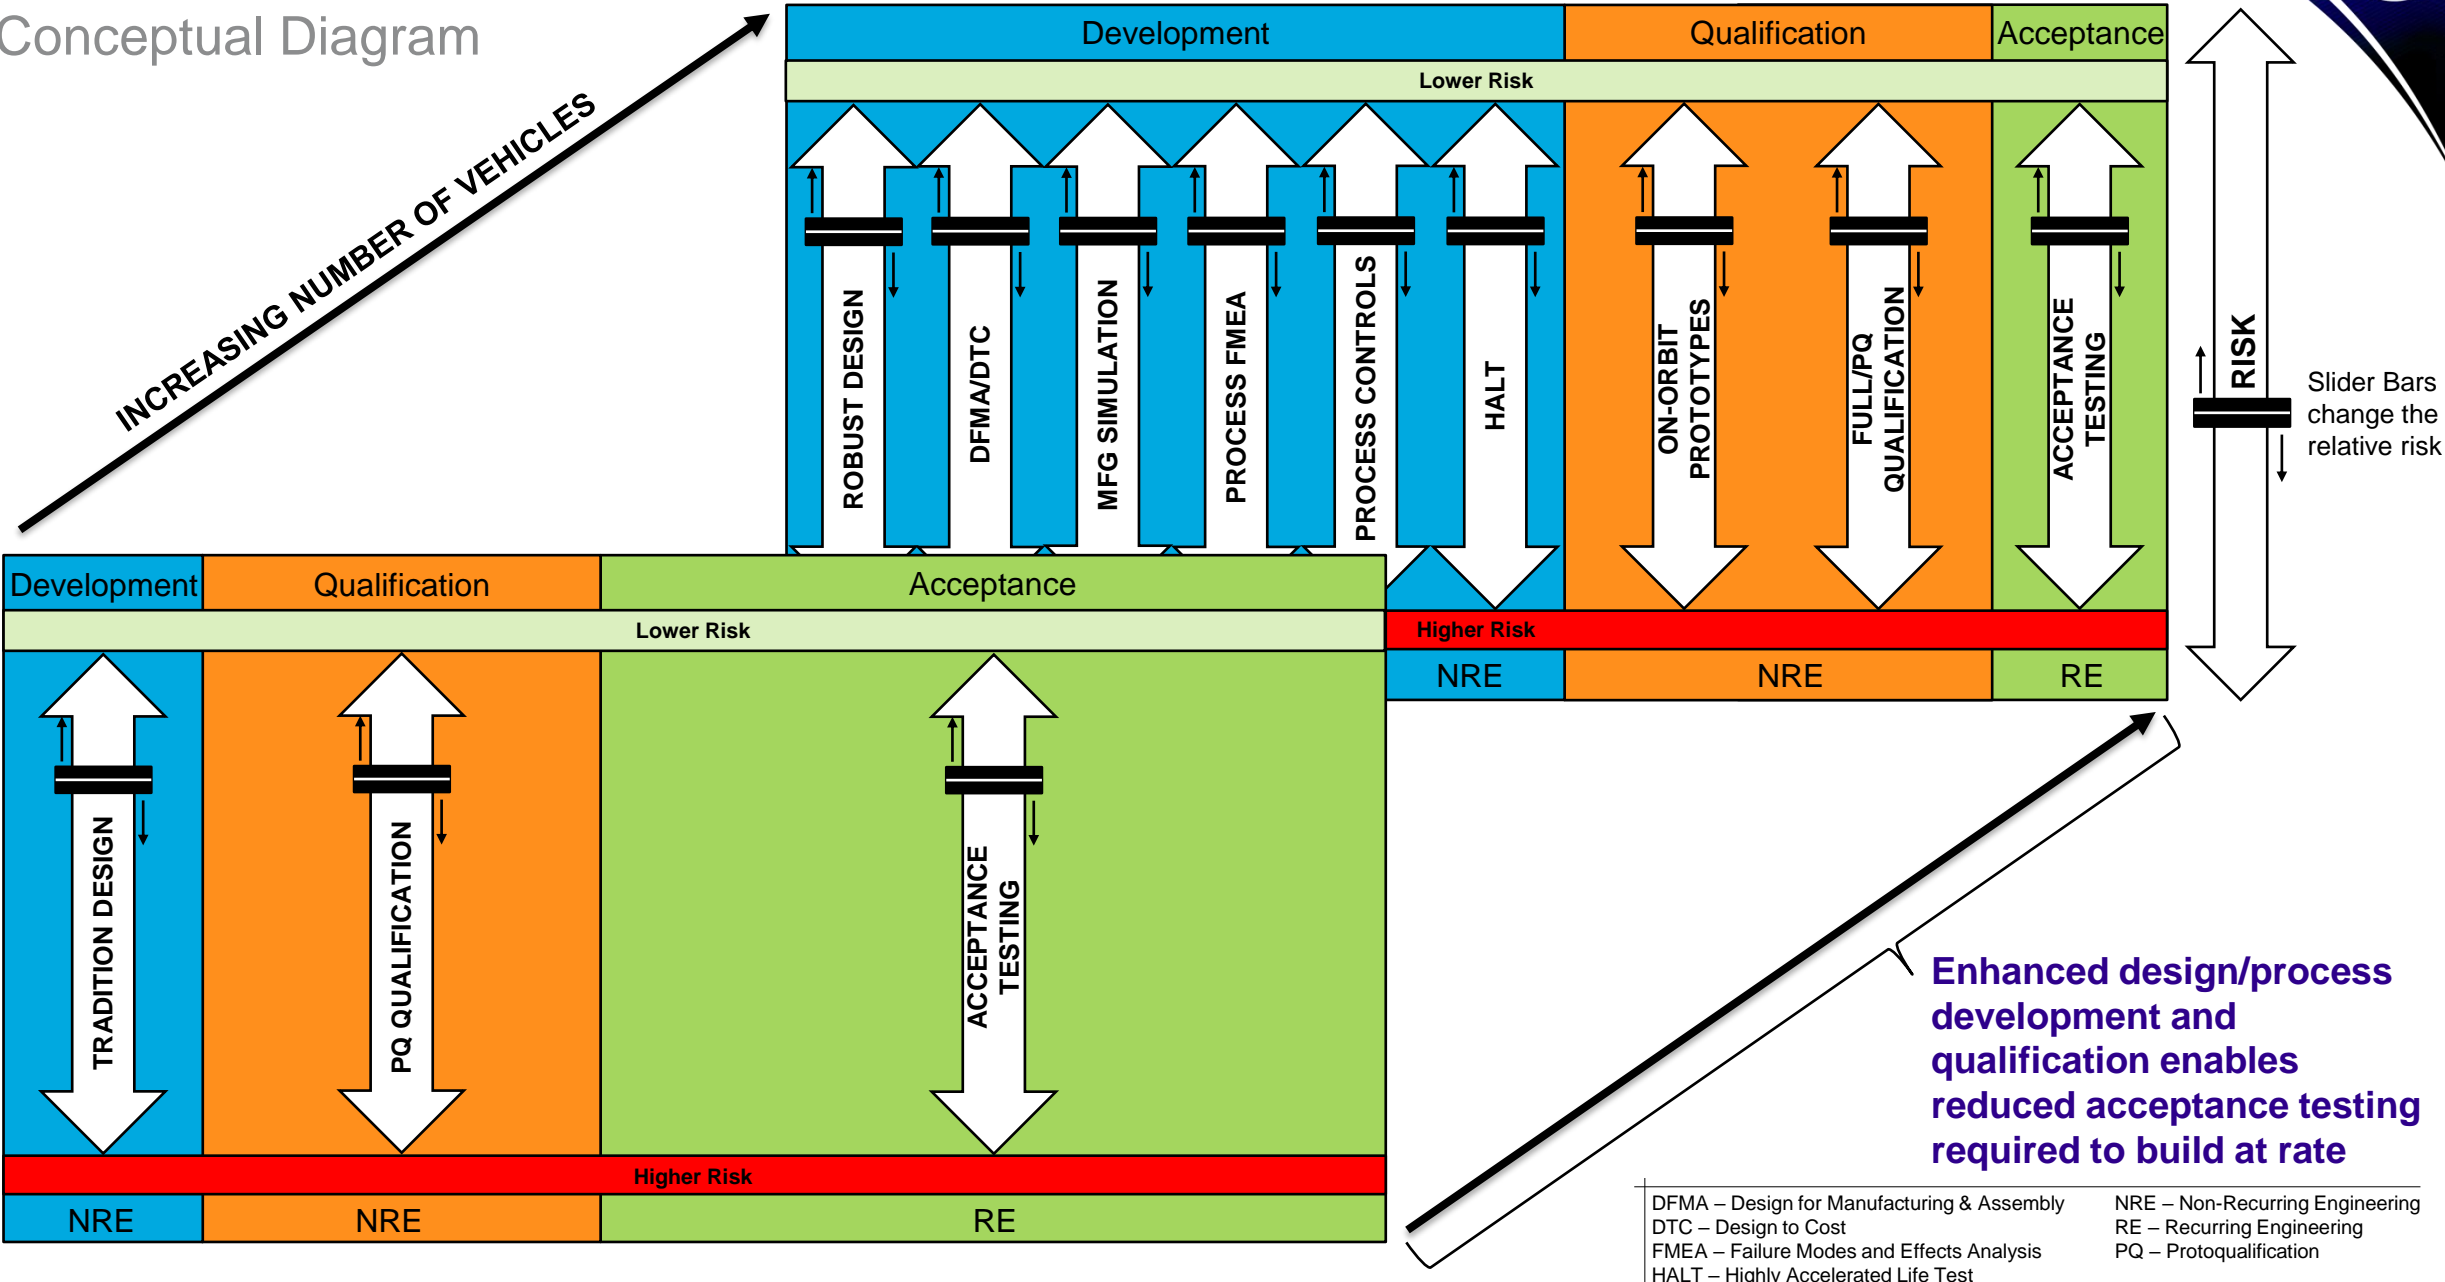 Conceptual Diagram
INCREASING NUMBER OF VEHICLES
Development
Qualification
Acceptance
Lower Risk
ROBUST DESIGN
DFMA/DTC
MFG SIMULATION
PROCESS FMEA
PROCESS CONTROLS
HALT
ON-ORBIT
PROTOTYPES
FULL/PQ
QUALIFICATION
ACCEPTANCE
TESTING
Higher Risk
NRE
NRE
RE
RISK
Slider Bars
change the
relative risk
Development
Qualification
Acceptance
Lower Risk
TRADITION DESIGN
PQ QUALIFICATION
ACCEPTANCE
TESTING
Higher Risk
NRE
NRE
RE
Enhanced design/process
development and
qualification enables
reduced acceptance testing
required to build at rate
DFMA – Design for Manufacturing & Assembly
DTC – Design to Cost
FMEA – Failure Modes and Effects Analysis
HALT – Highly Accelerated Life Test
NRE – Non-Recurring Engineering
RE – Recurring Engineering
PQ – Protoqualification